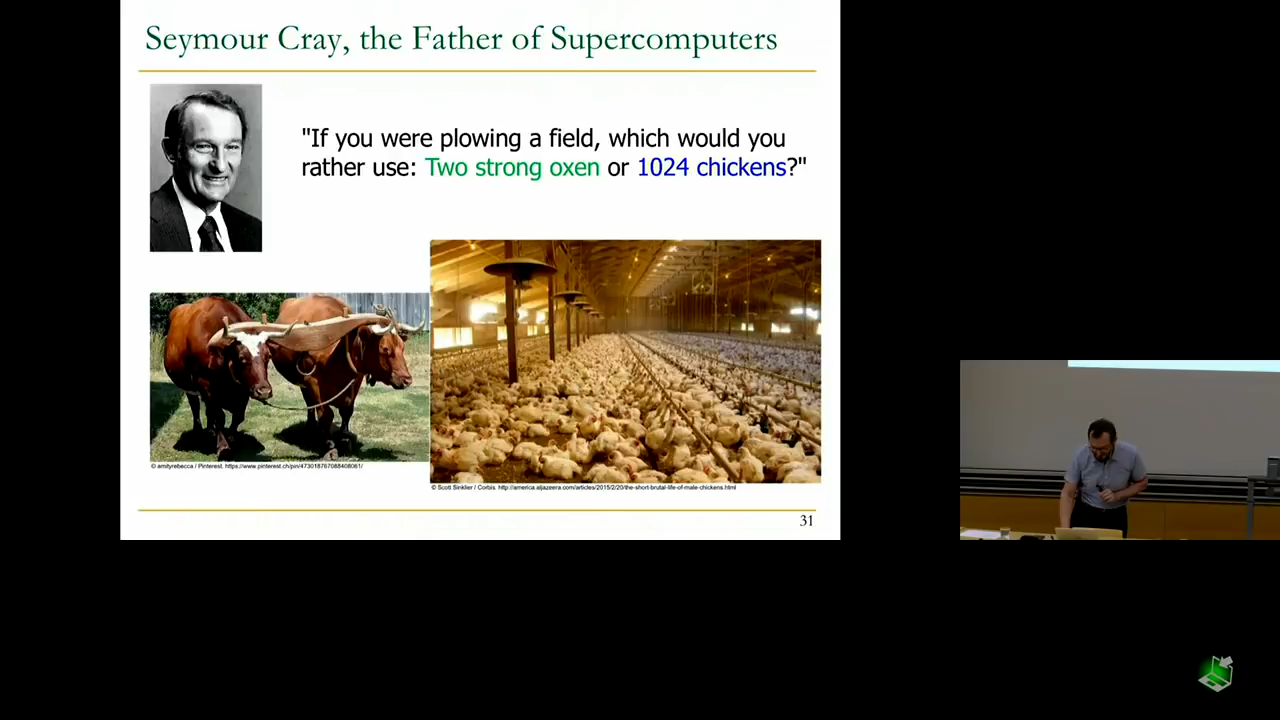 Seymour Cray, the Father of Supercomputers
"If you were plowing a field, which would you
rather use: Two strong oxen or 1024 chickens?"
© amityrebecca / Pinterest. https://www.pinterest.ch/pin/473018767088408061/
© Scott Sinklier / Corbis. http://america.aljazeera.com/articles/2015/2/20/the-short-brutal-life-of-male-chickens.html
31